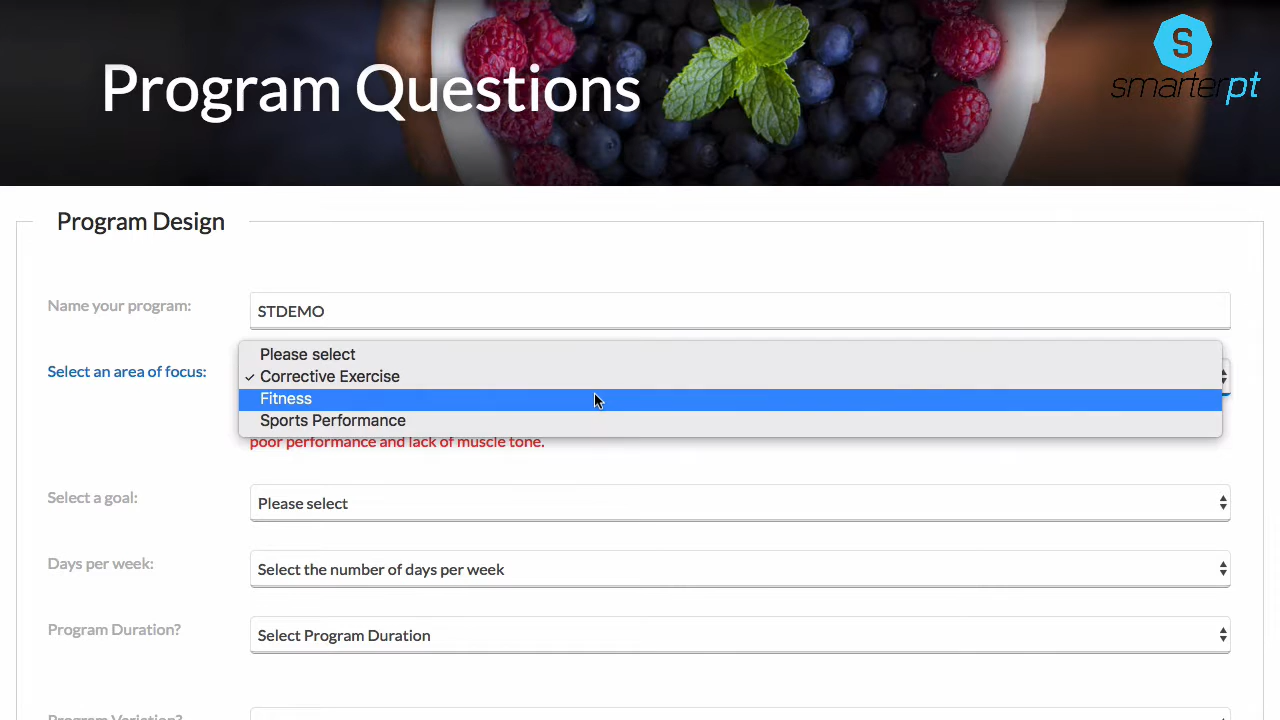 Program Questions
S
smarterpt
Program Design
Name your program:
STDEMO
Select an area of focus:
Please select
✓ Corrective Exercise
Fitness
Sports Performance
poor performance and lack of muscle tone.
Select a goal:
Please select
Days per week:
Select the number of days per week
Program Duration?
Select Program Duration
Program Variation?